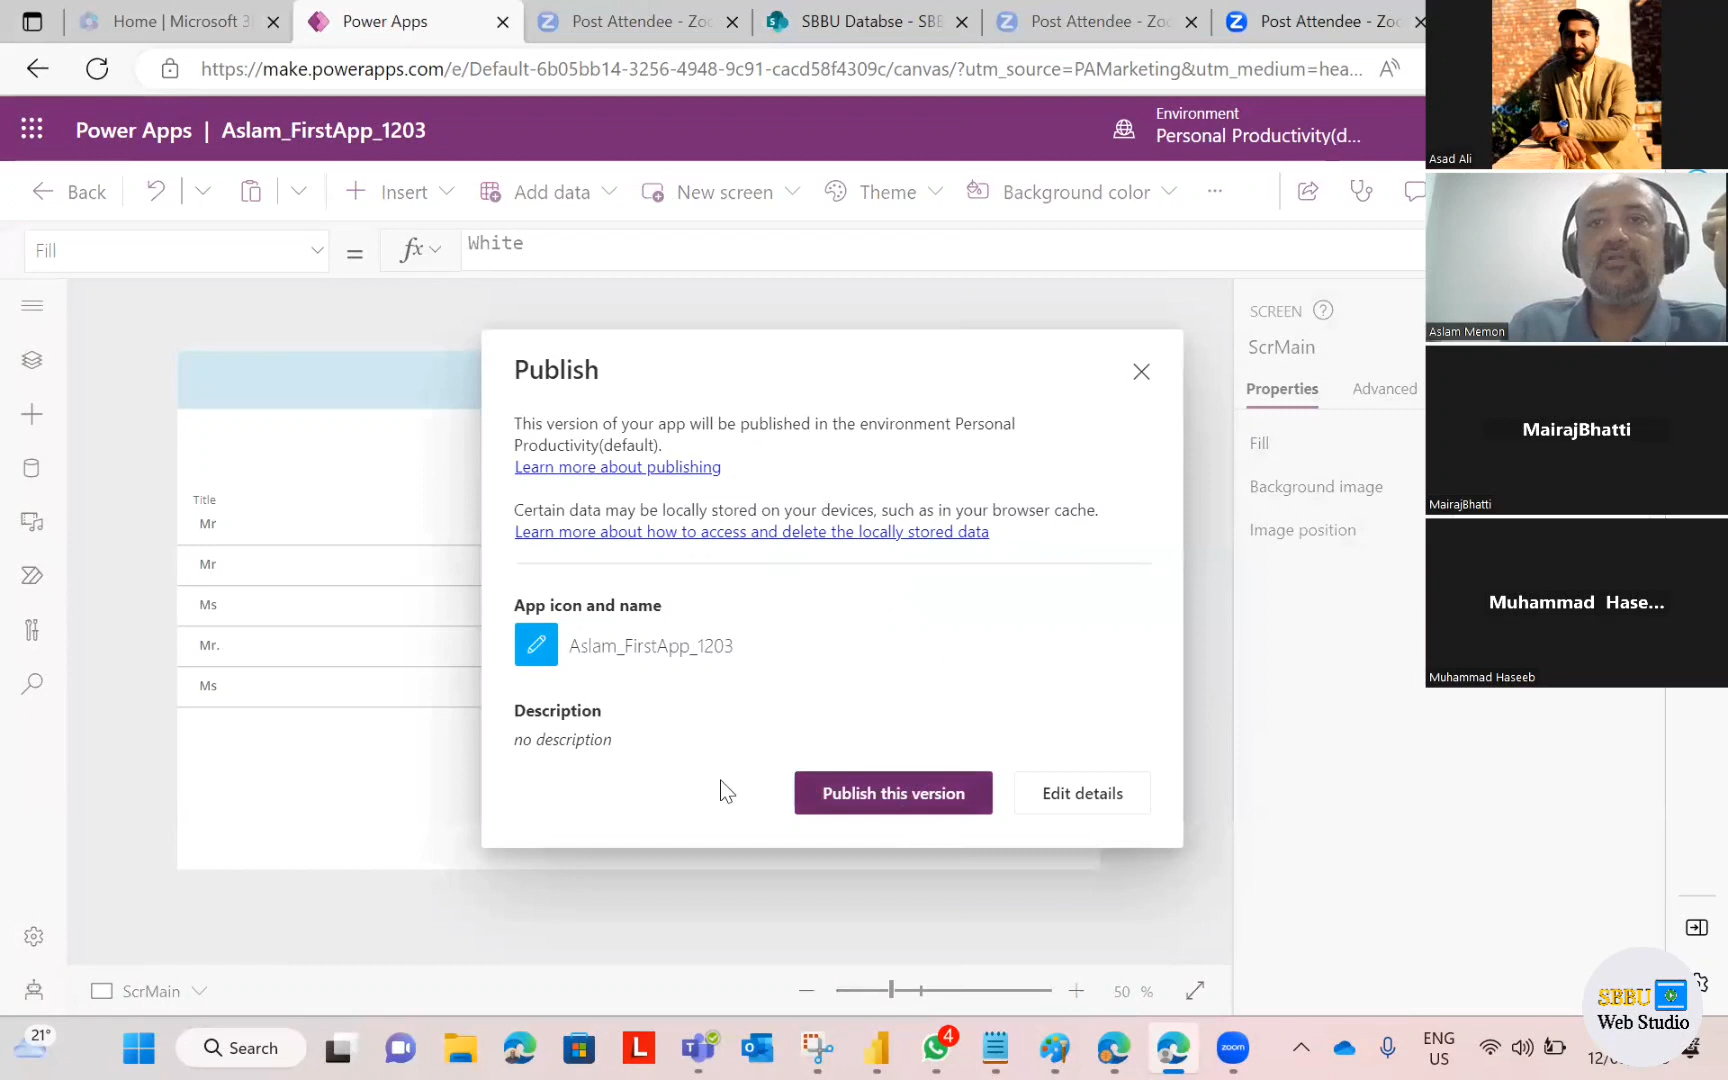 Home | Microsoft 3
Power Apps
Post Attendee - Zo
SBBU Databse - SBB
Post Attendee - Zo
Post Attendee - Zo
https://make.powerapps.com/e/Default-6b05bb14-3256-4948-9c91-cacd58f4309c/canvas/?utm_source=PAMarketing&utm_medium=hea...
Power Apps | Aslam_FirstApp_1203
Environment
Personal Productivity(d...
Back
Insert
Add data
New screen
Theme
Background color
...
Fill
=
fx
White
SCREEN
ScrMain
Properties
Advanced
Fill
Background image
Image position
Title
Mr
Mr
Ms
Mr.
Ms
Publish
This version of your app will be published in the environment Personal
Productivity(default).
Learn more about publishing
Certain data may be locally stored on your devices, such as in your browser cache.
Learn more about how to access and delete the locally stored data
App icon and name
Aslam_FirstApp_1203
Description
no description
Publish this version
Edit details
ScrMain
50 %
Asad Ali
Aslam Memon
MairajBhatti
MairajBhatti
Muhammad Hase...
Muhammad Haseeb
SBBU
Web Studio
21°
Search
L
T
4
zoom
ENG
US